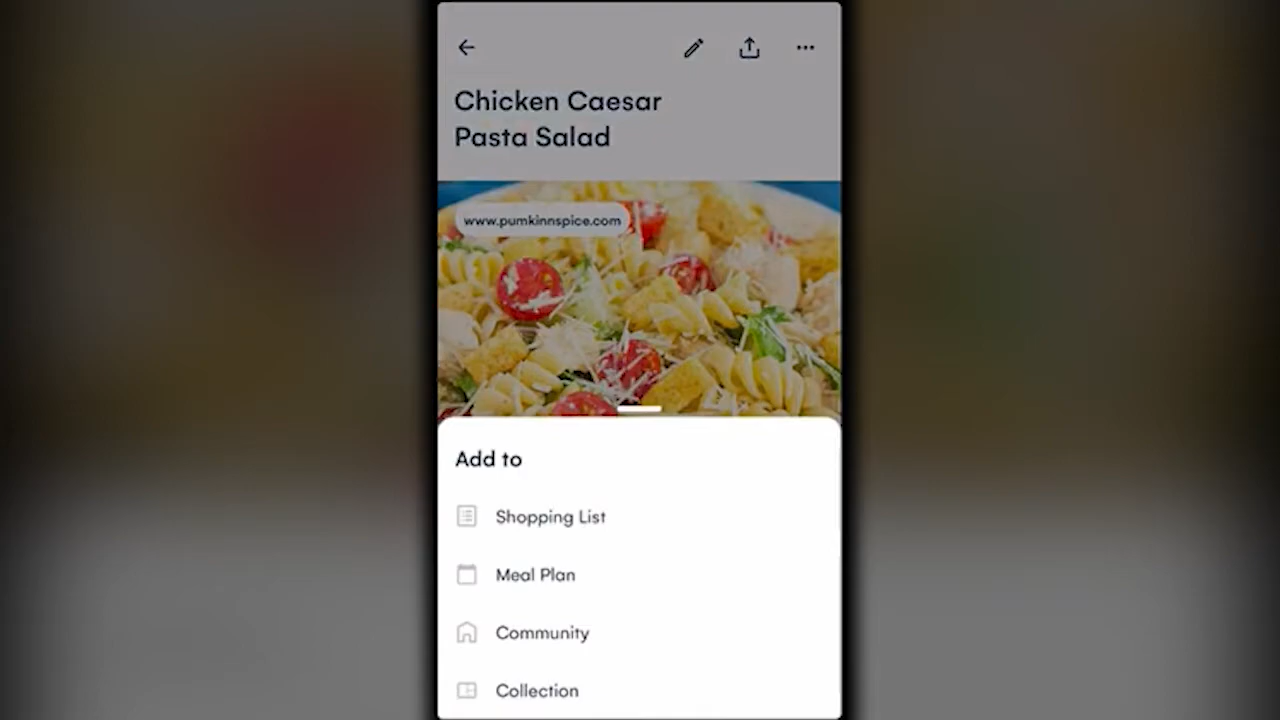 Chicken Caesar
Pasta Salad
www.pumkinnspice.com
Add to
Shopping List
Meal Plan
Community
Collection